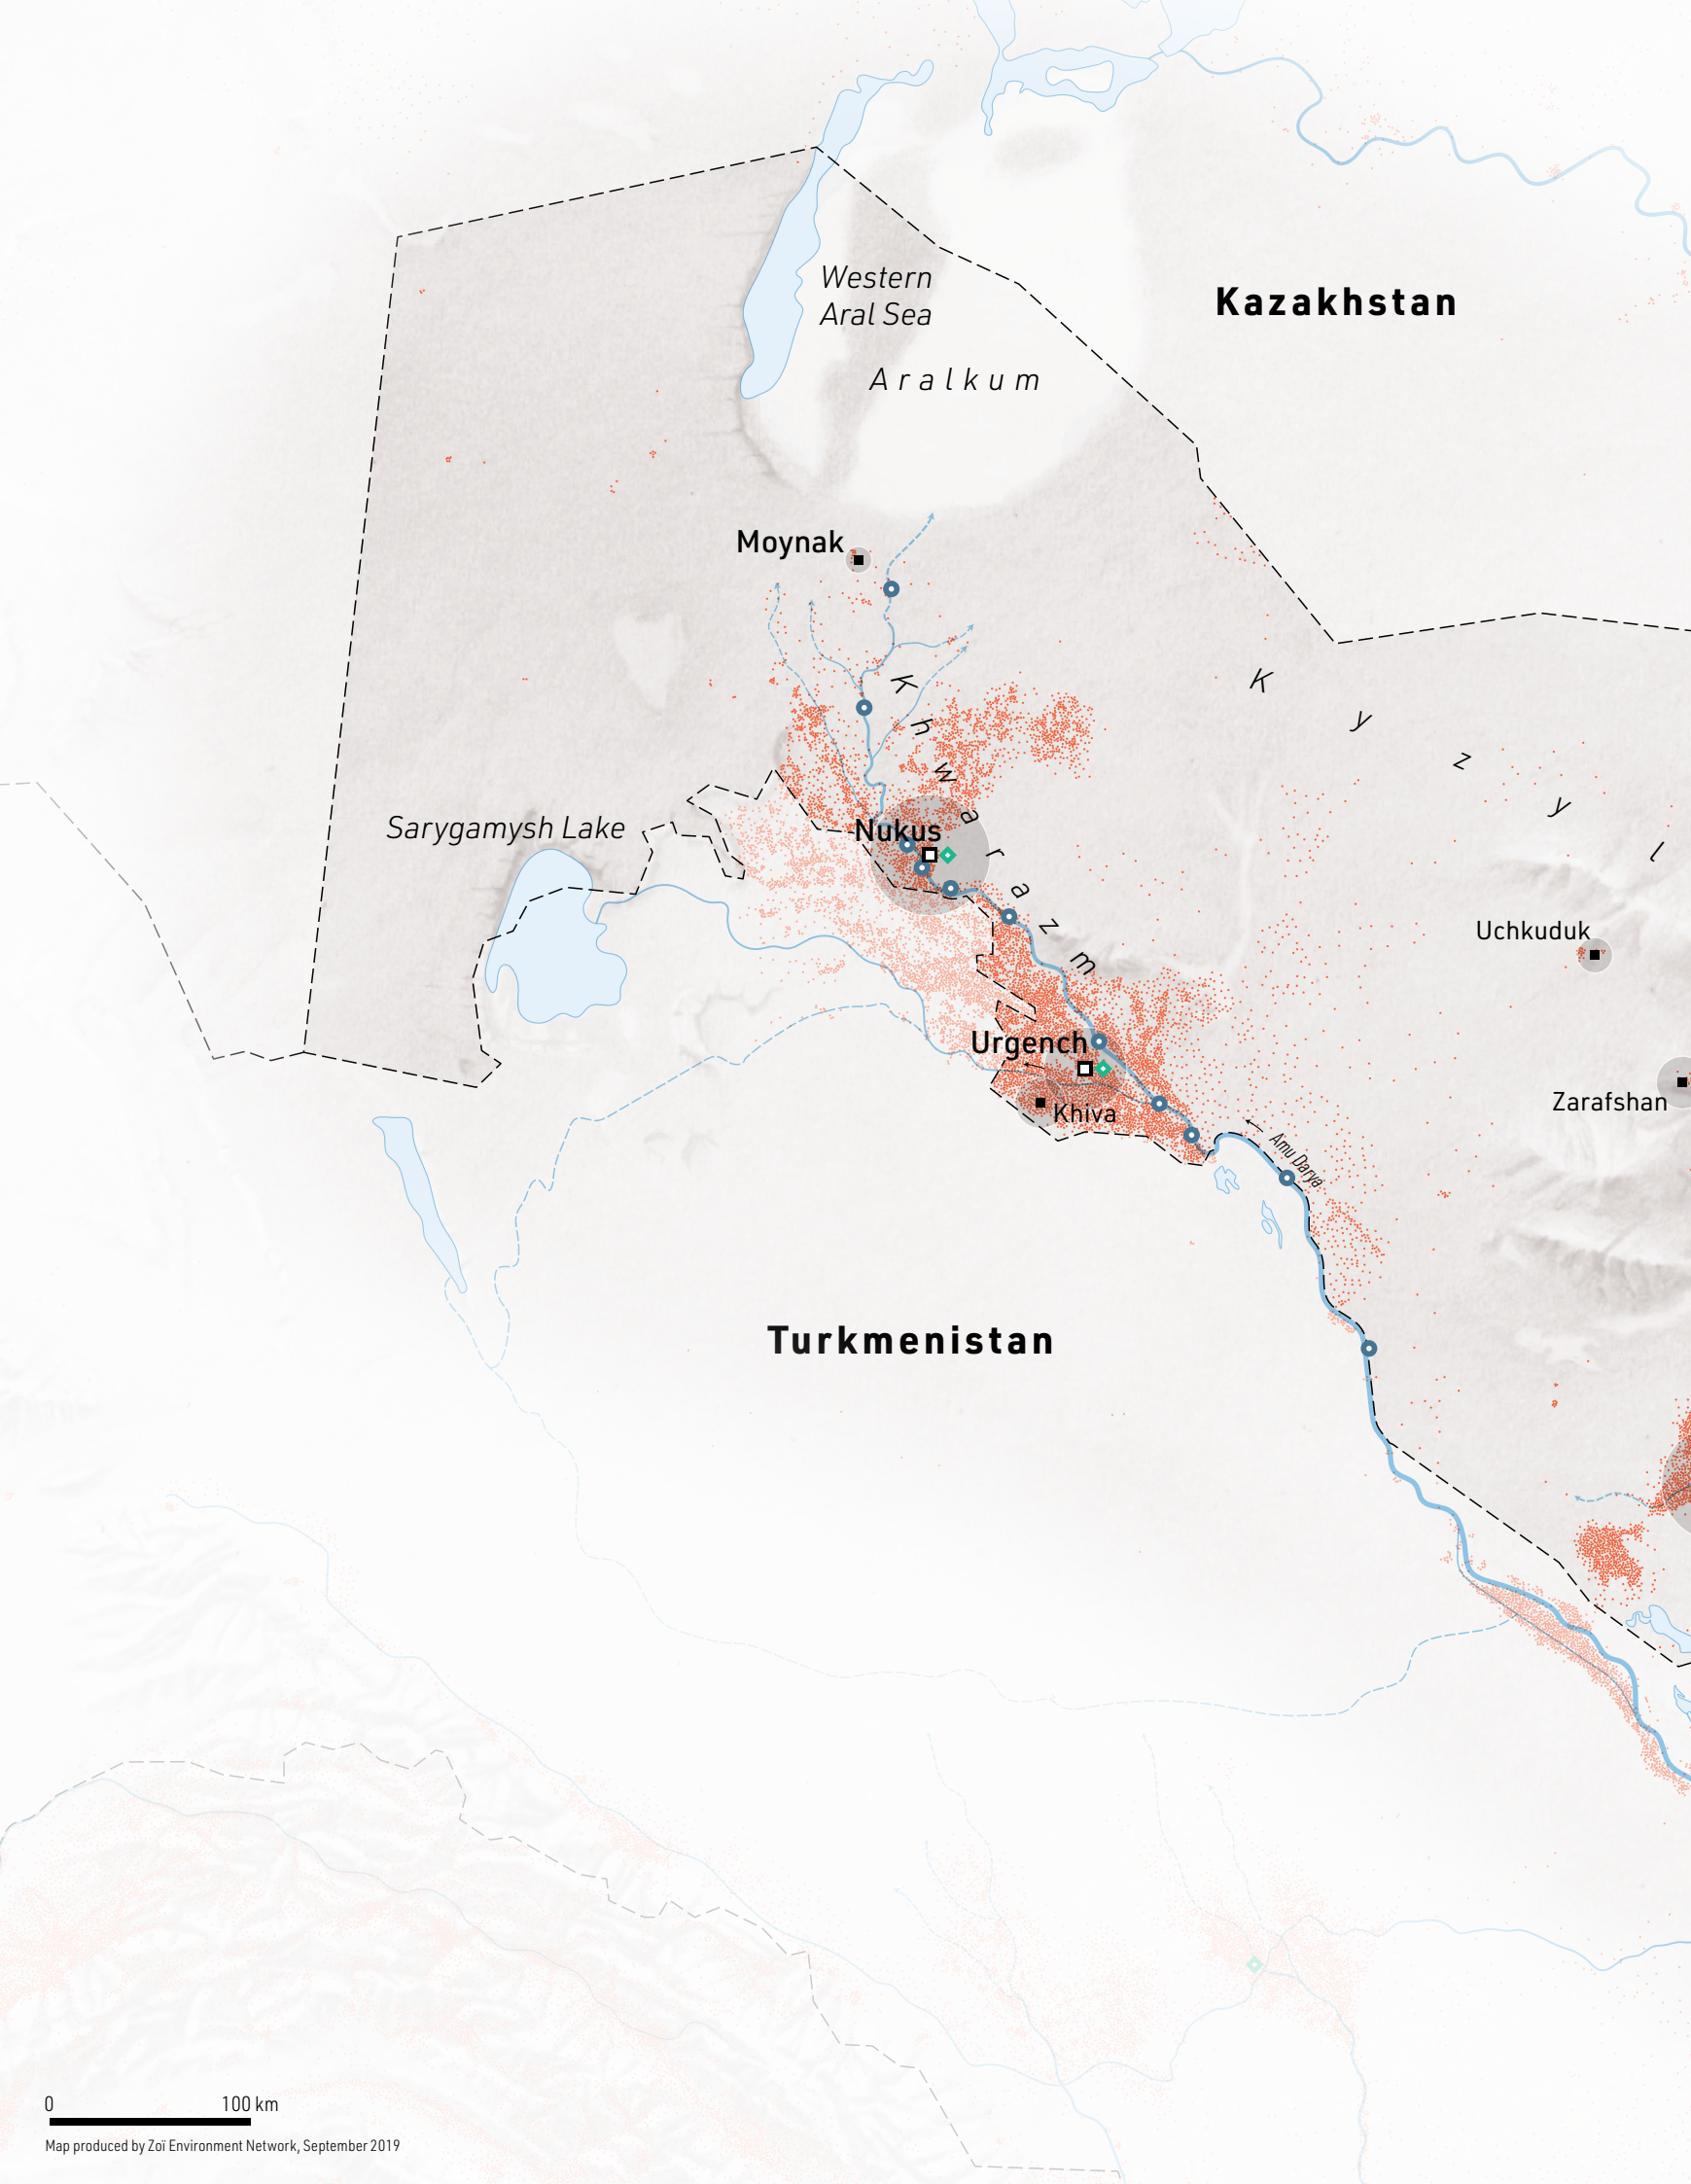 Western
Aral Sea
Kazakhstan
Aralkum
Moynak
Khwarazm
Kyzyl
Sarygamysh Lake
Nukus
Uchkuduk
Urgench
Khiva
Zarafshan
Amu Darya
Turkmenistan
0 100 km
Map produced by Zoï Environment Network, September 2019